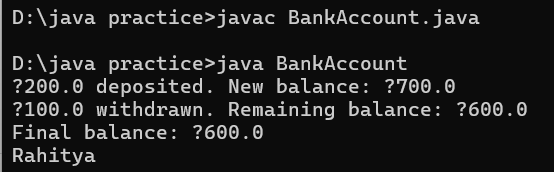 D:\java practice>javac BankAccount.java
D:\java practice>java BankAccount
?200.0 deposited. New balance: ?700.0
?100.0 withdrawn. Remaining balance: ?600.0
Final balance: ?600.0
Rahitya